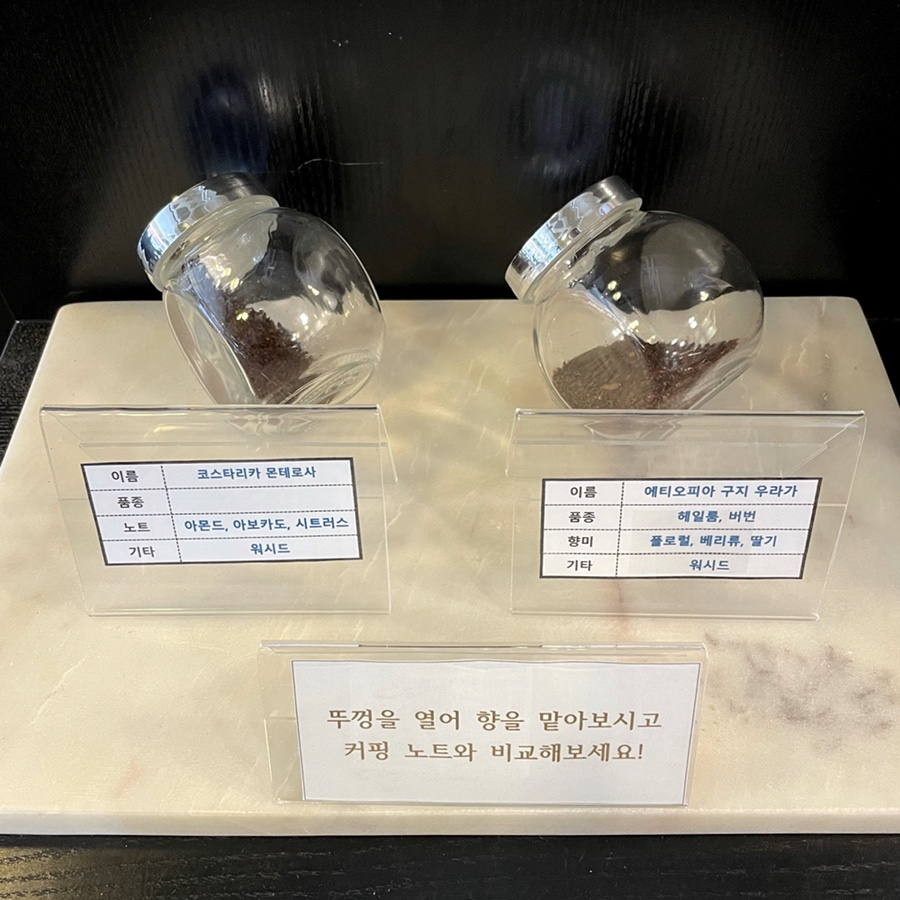 이름 코스타리카 몬테로사
품종
노트 아몬드, 아보카도, 시트러스
기타 워시드
이름 에티오피아 구지 우라가
품종 헤일룸, 버번
향미 플로럴, 베리류, 딸기
기타 워시드
뚜껑을 열어 향을 맡아보시고
커핑 노트와 비교해보세요!